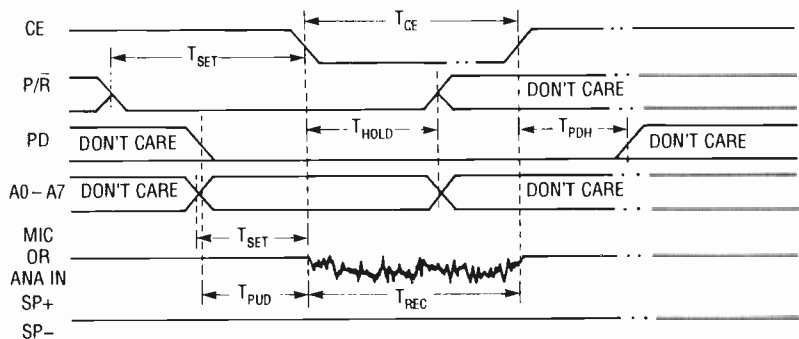 CE
T_CE
T_SET
P/R̅
DON'T CARE
T_HOLD
T_PDH
PD
DON'T CARE
DON'T CARE
A0–A7
DON'T CARE
DON'T CARE
MIC
OR
ANA IN
T_SET
SP+
T_PUD
T_REC
SP–